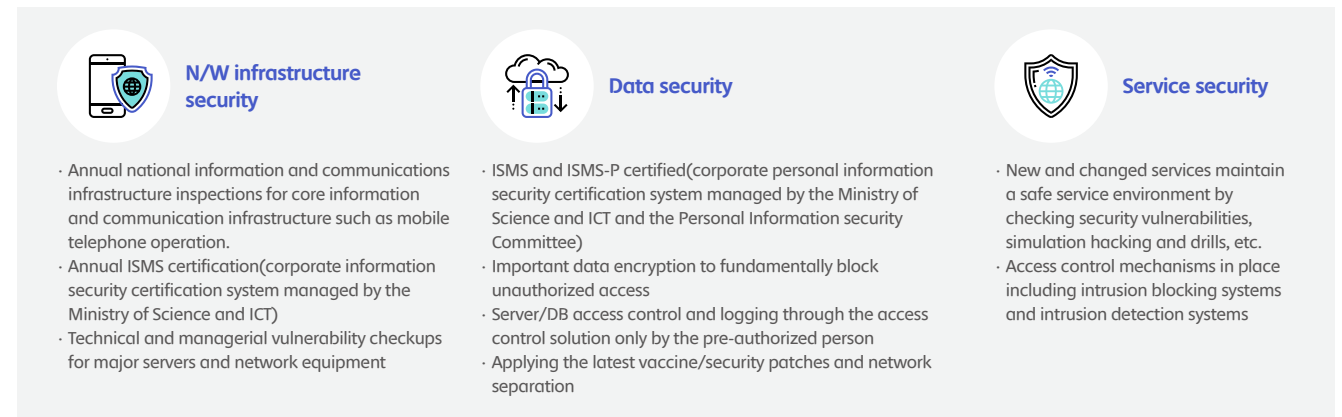 N/W infrastructure
security
· Annual national information and communications
infrastructure inspections for core information
and communication infrastructure such as mobile
telephone operation.
· Annual ISMS certification(corporate information
security certification system managed by the
Ministry of Science and ICT)
· Technical and managerial vulnerability checkups
for major servers and network equipment
Data security
· ISMS and ISMS-P certified(corporate personal information
security certification system managed by the Ministry of
Science and ICT and the Personal Information security
Committee)
· Important data encryption to fundamentally block
unauthorized access
· Server/DB access control and logging through the access
control solution only by the pre-authorized person
· Applying the latest vaccine/security patches and network
separation
Service security
· New and changed services maintain
a safe service environment by
checking security vulnerabilities,
simulation hacking and drills, etc.
· Access control mechanisms in place
including intrusion blocking systems
and intrusion detection systems